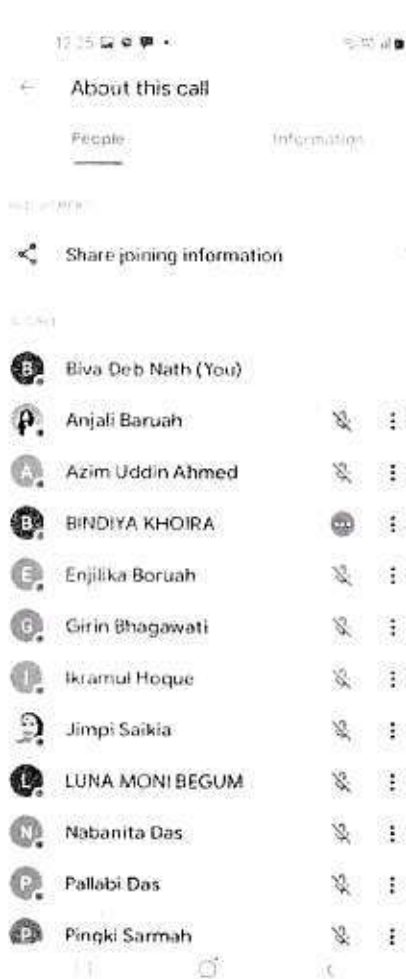 About this call
People
Information
Share joining information
B Biva Deb Nath (You)
Anjali Baruah
A Azim Uddin Ahmed
B BINDIYA KHOIRA
E Enjilika Boruah
G Girin Bhagawati
I Ikramul Hoque
Jimpi Saikia
L LUNA MONI BEGUM
N Nabanita Das
P Pallabi Das
P Pingki Sarmah